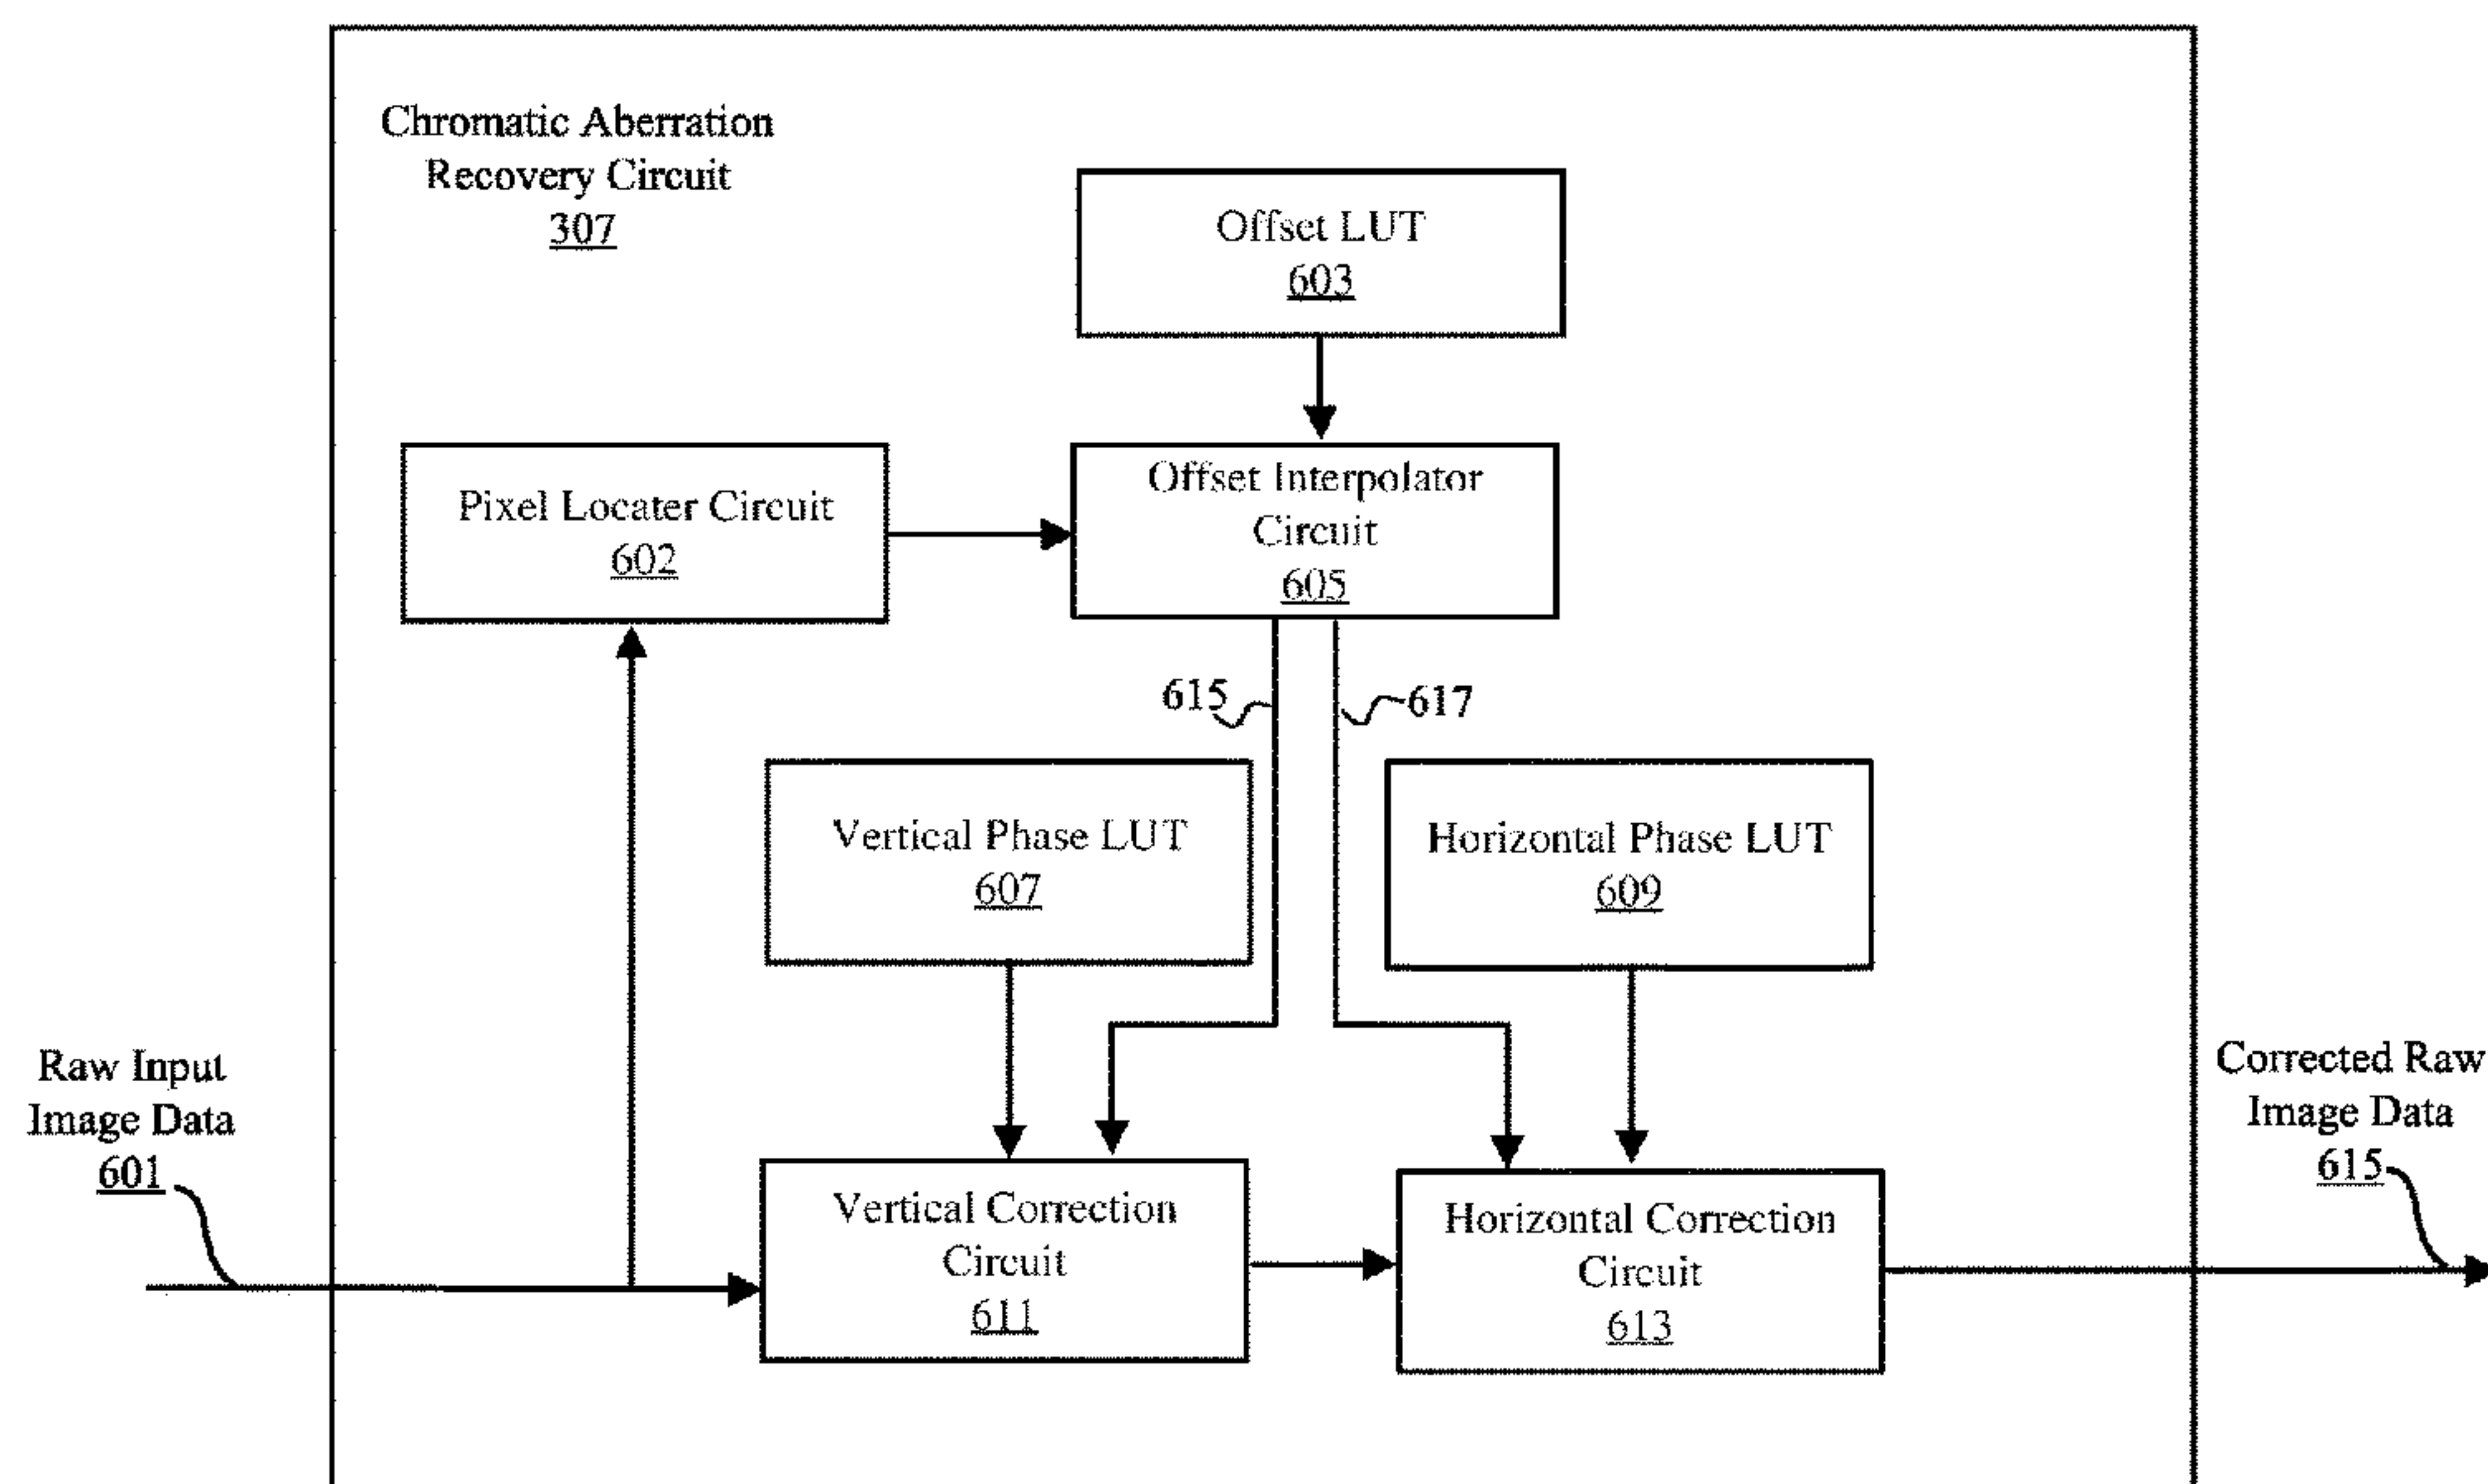 Chromatic Aberration
Recovery Circuit
307
Offset LUT
603
Pixel Locater Circuit
602
Offset Interpolator
Circuit
605
615
617
Vertical Phase LUT
607
Horizontal Phase LUT
609
Raw Input
Image Data
601
Vertical Correction
Circuit
611
Horizontal Correction
Circuit
613
Corrected Raw
Image Data
615